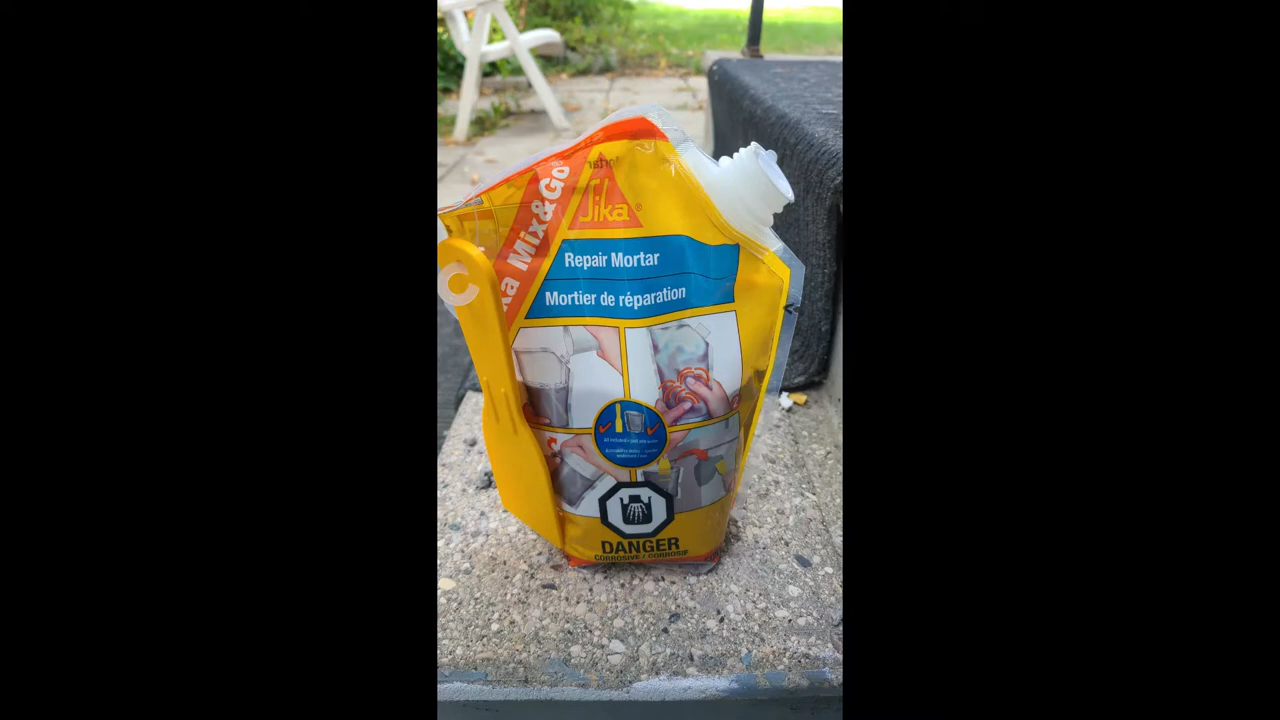 ka Mix&Go®
Sika®
Repair Mortar
Mortier de réparation
DANGER
CORROSIVE / CORROSIF